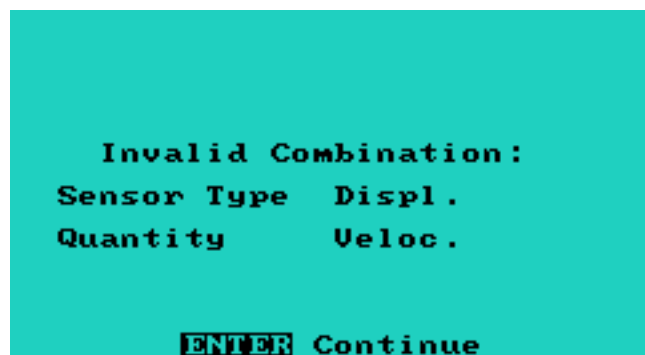 Invalid Combination:
Sensor Type Displ.
Quantity Veloc.
ENTER Continue